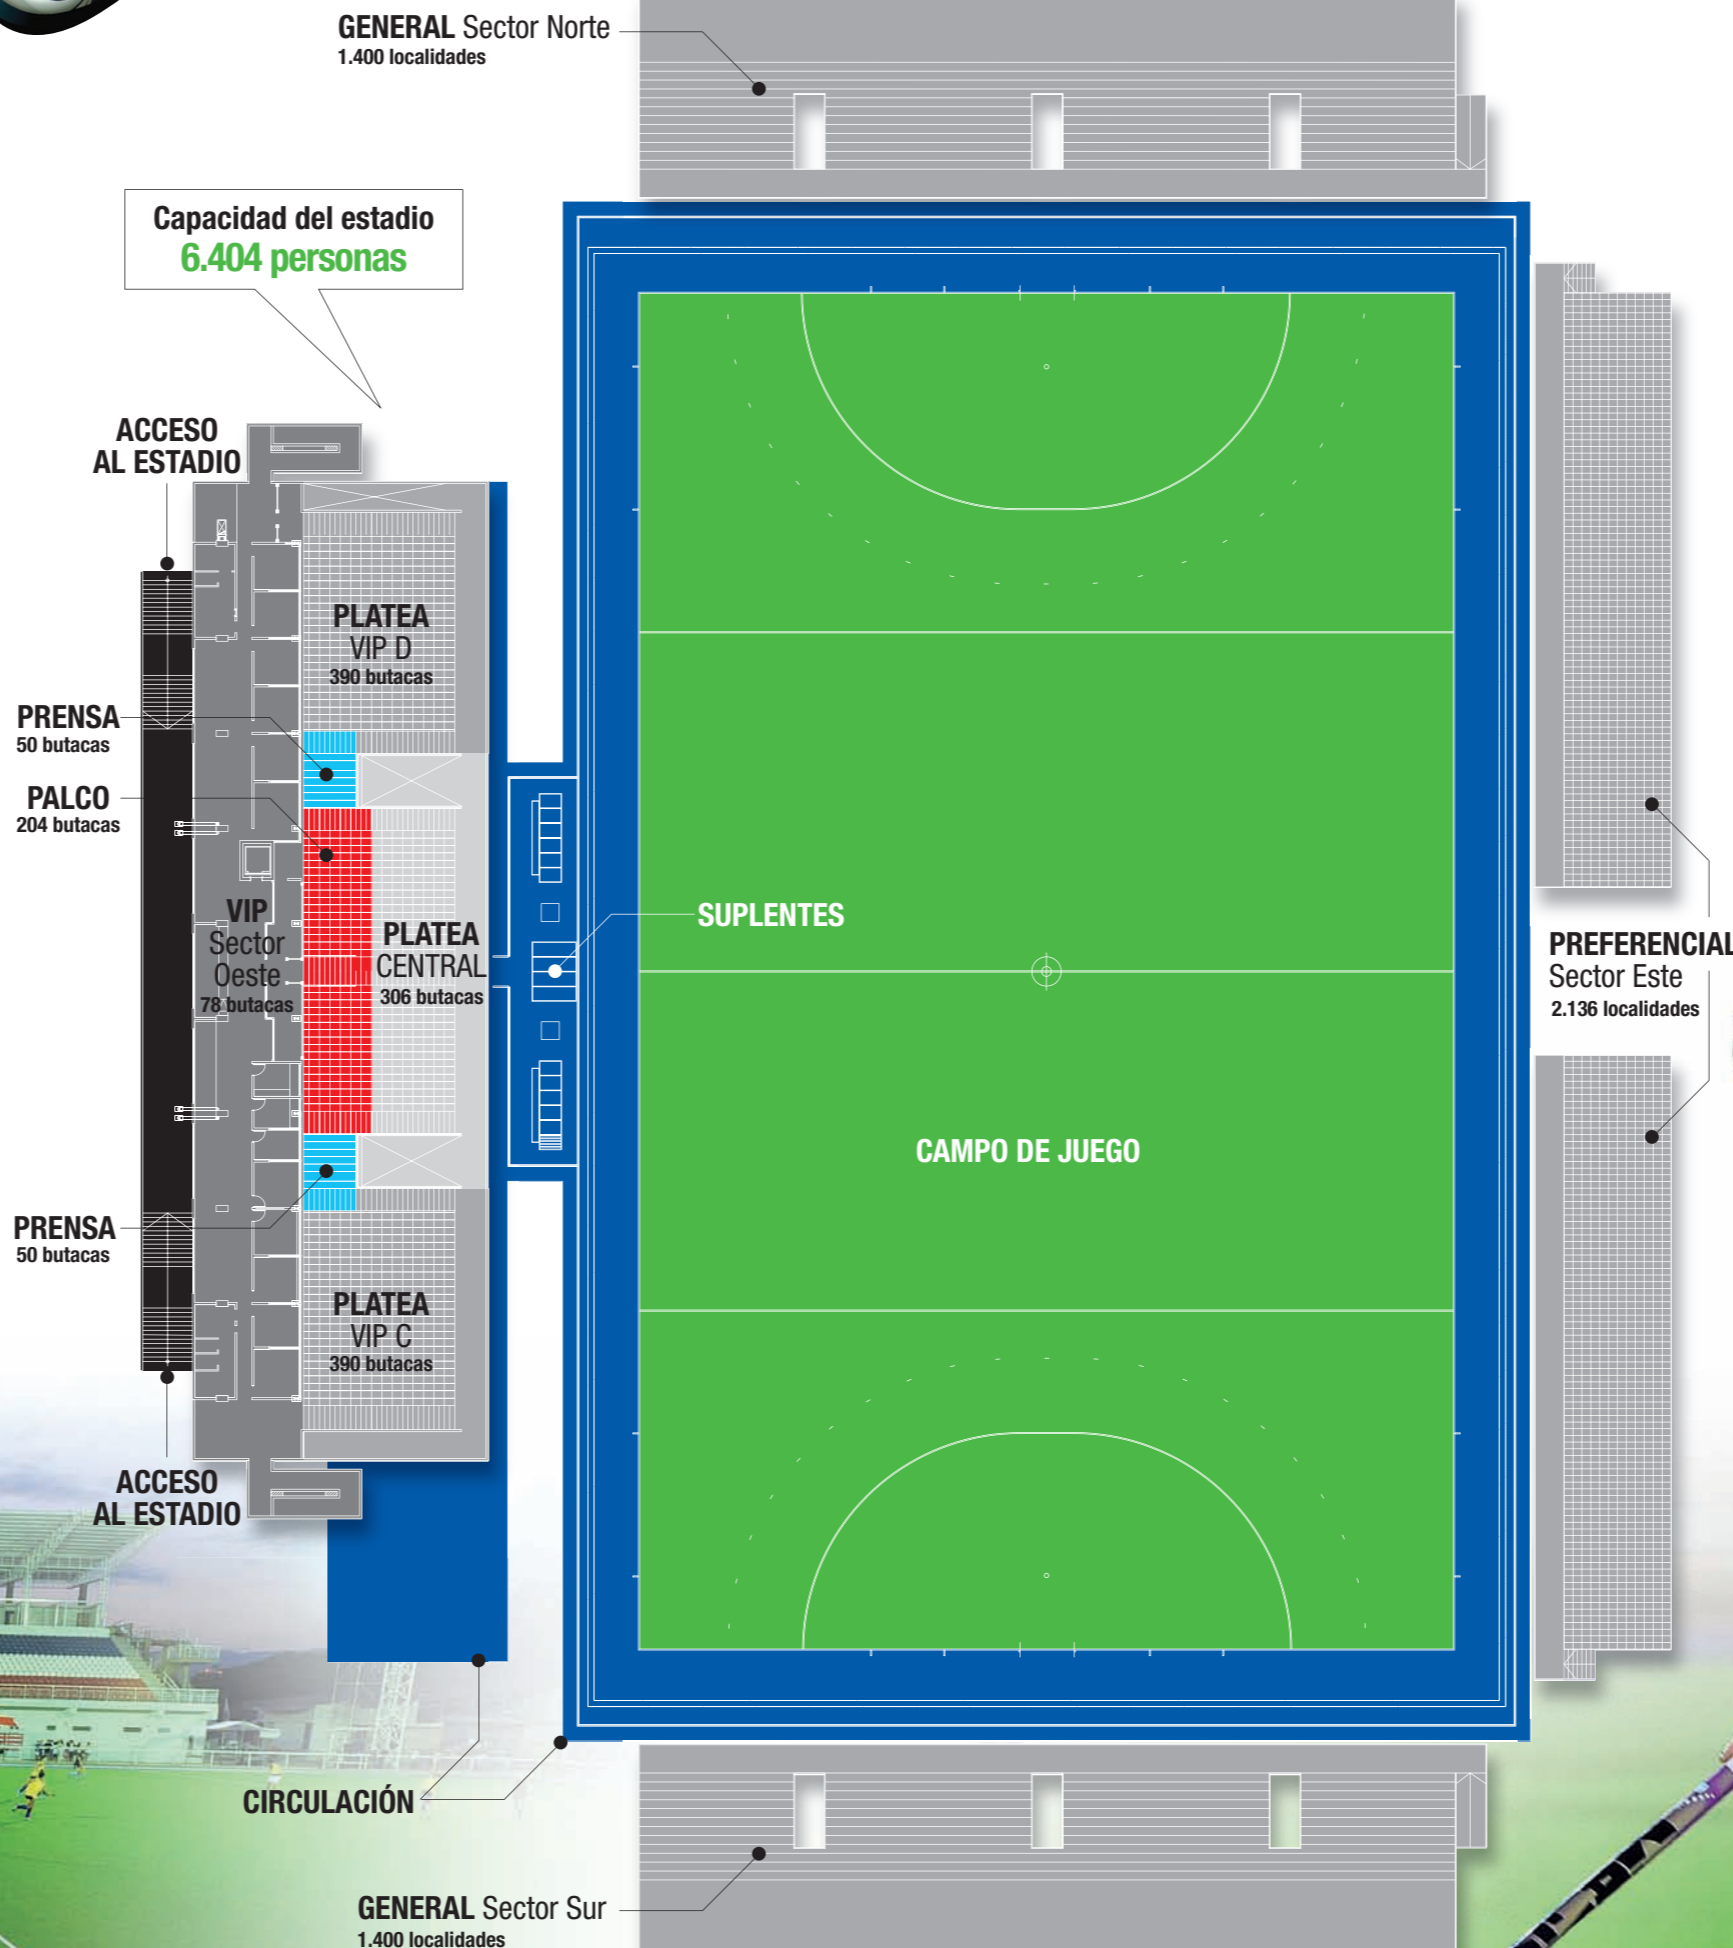 GENERAL Sector Norte
1.400 localidades
Capacidad del estadio
6.404 personas
ACCESO
AL ESTADIO
PLATEA
VIP D
390 butacas
PRENSA
50 butacas
PALCO
204 butacas
VIP
Sector
Oeste
78 butacas
PLATEA
CENTRAL
306 butacas
SUPLENTES
PREFERENCIAL
Sector Este
2.136 localidades
CAMPO DE JUEGO
PRENSA
50 butacas
PLATEA
VIP C
390 butacas
ACCESO
AL ESTADIO
CIRCULACIÓN
GENERAL Sector Sur
1.400 localidades